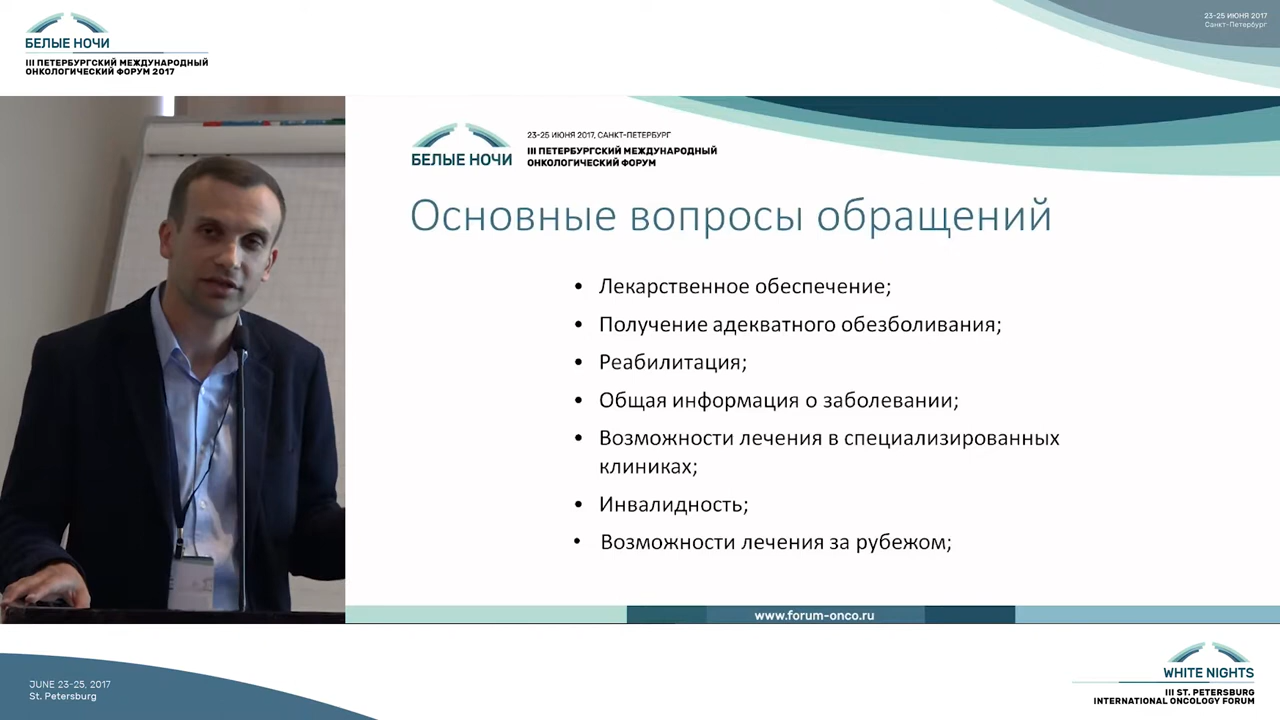 БЕЛЫЕ НОЧИ
III ПЕТЕРБУРГСКИЙ МЕЖДУНАРОДНЫЙ
ОНКОЛОГИЧЕСКИЙ ФОРУМ 2017
23-25 ИЮНЯ 2017
Санкт-Петербург
БЕЛЫЕ НОЧИ
23-25 ИЮНЯ 2017, САНКТ-ПЕТЕРБУРГ
III ПЕТЕРБУРГСКИЙ МЕЖДУНАРОДНЫЙ
ОНКОЛОГИЧЕСКИЙ ФОРУМ
Основные вопросы обращений
• Лекарственное обеспечение;
• Получение адекватного обезболивания;
• Реабилитация;
• Общая информация о заболевании;
• Возможности лечения в специализированных
клиниках;
• Инвалидность;
• Возможности лечения за рубежом;
www.forum-onco.ru
JUNE 23-25, 2017
St. Petersburg
WHITE NIGHTS
III ST. PETERSBURG
INTERNATIONAL ONCOLOGY FORUM